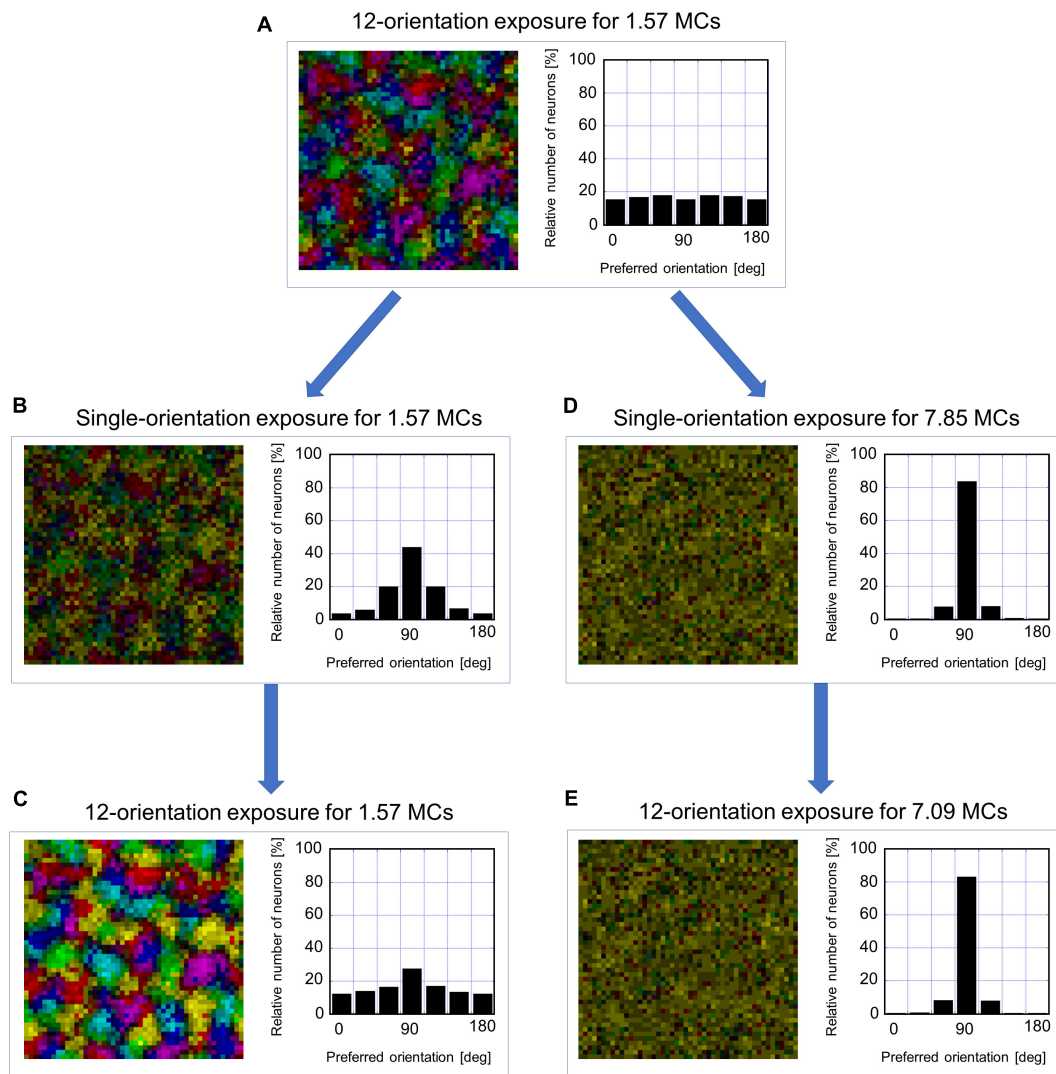 A
12-orientation exposure for 1.57 MCs
Relative number of neurons [%]
100
80
60
40
20
0
0 90 180
Preferred orientation [deg]
B
Single-orientation exposure for 1.57 MCs
Relative number of neurons [%]
100
80
60
40
20
0
0 90 180
Preferred orientation [deg]
D
Single-orientation exposure for 7.85 MCs
Relative number of neurons [%]
100
80
60
40
20
0
0 90 180
Preferred orientation [deg]
C
12-orientation exposure for 1.57 MCs
Relative number of neurons [%]
100
80
60
40
20
0
0 90 180
Preferred orientation [deg]
E
12-orientation exposure for 7.09 MCs
Relative number of neurons [%]
100
80
60
40
20
0
0 90 180
Preferred orientation [deg]